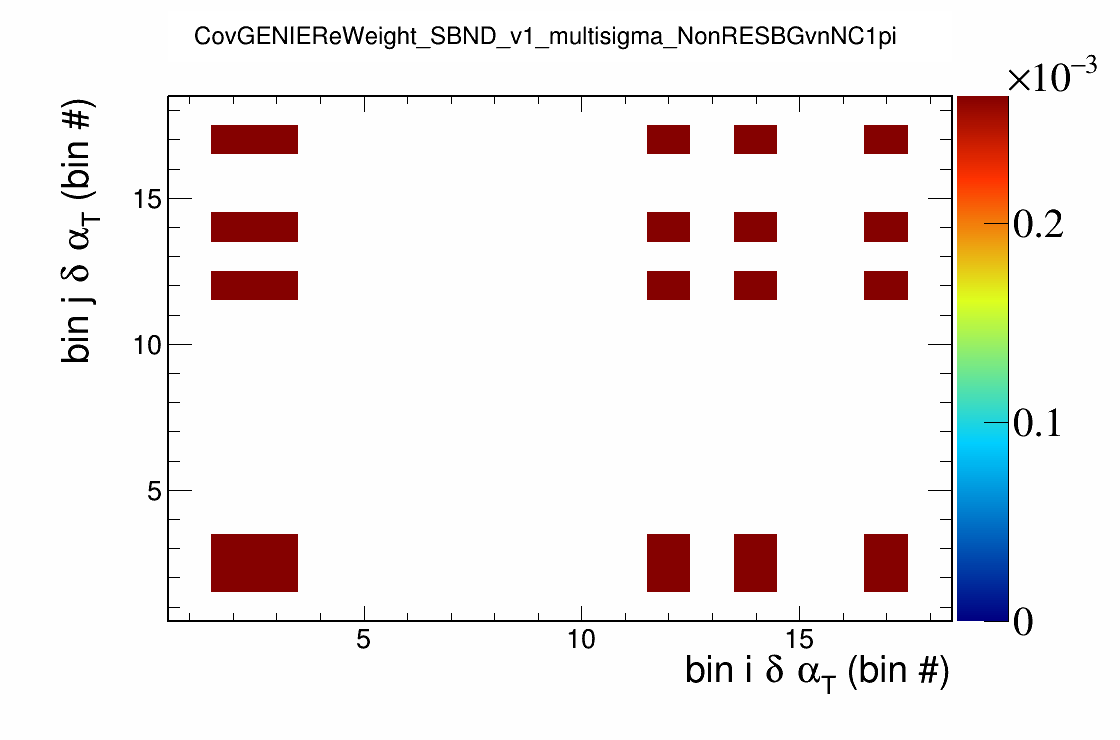 CovGENIEReWeight_SBND_v1_multisigma_NonRESBGvnNC1pi
×10⁻³
bin j δ α_T (bin #)
15
10
5
0.2
0.1
0
5 10 15
bin i δ α_T (bin #)